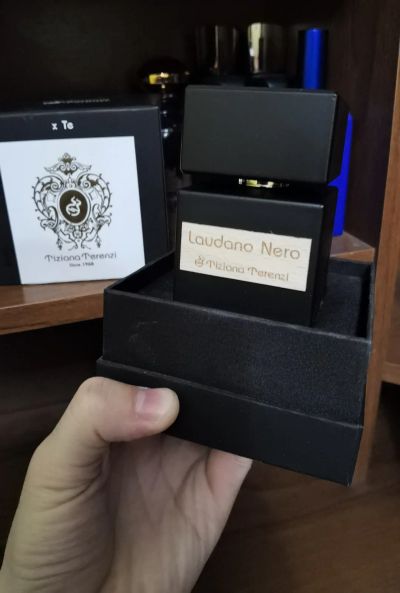 x Te
Tiziana Terenzi
Since 1968
Laudano Nero
Tiziana Terenzi